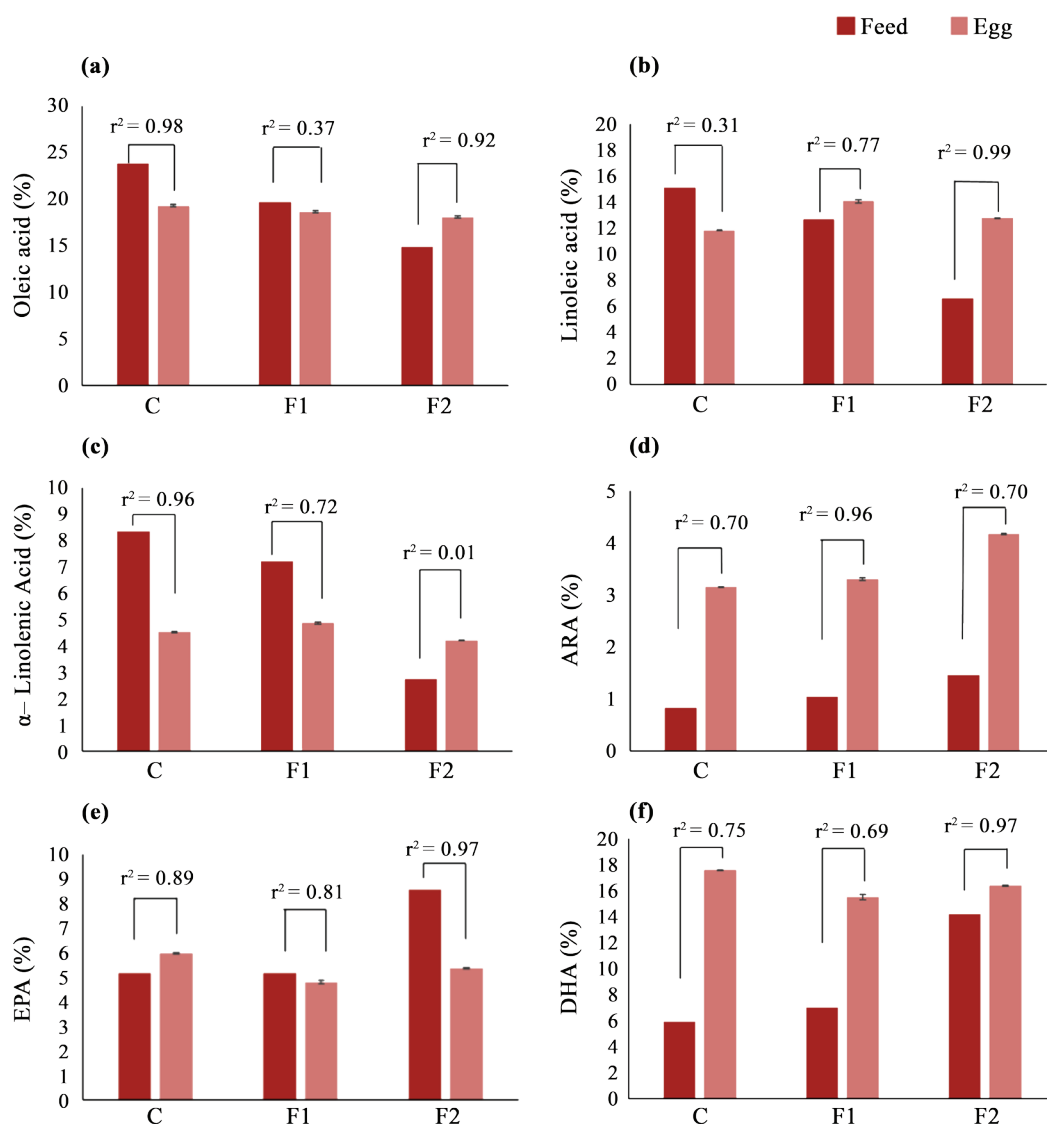 Feed Egg
(a)
Oleic acid (%)
30
25
20
15
10
5
0
r² = 0.98
r² = 0.37
r² = 0.92
C F1 F2
(b)
Linoleic acid (%)
20
18
16
14
12
10
8
6
4
2
0
r² = 0.31
r² = 0.77
r² = 0.99
C F1 F2
(c)
α– Linolenic Acid (%)
10
9
8
7
6
5
4
3
2
1
0
r² = 0.96
r² = 0.72
r² = 0.01
C F1 F2
(d)
ARA (%)
5
4
3
2
1
0
r² = 0.70
r² = 0.96
r² = 0.70
C F1 F2
(e)
EPA (%)
10
9
8
7
6
5
4
3
2
1
0
r² = 0.89
r² = 0.81
r² = 0.97
C F1 F2
(f)
DHA (%)
20
18
16
14
12
10
8
6
4
2
0
r² = 0.75
r² = 0.69
r² = 0.97
C F1 F2